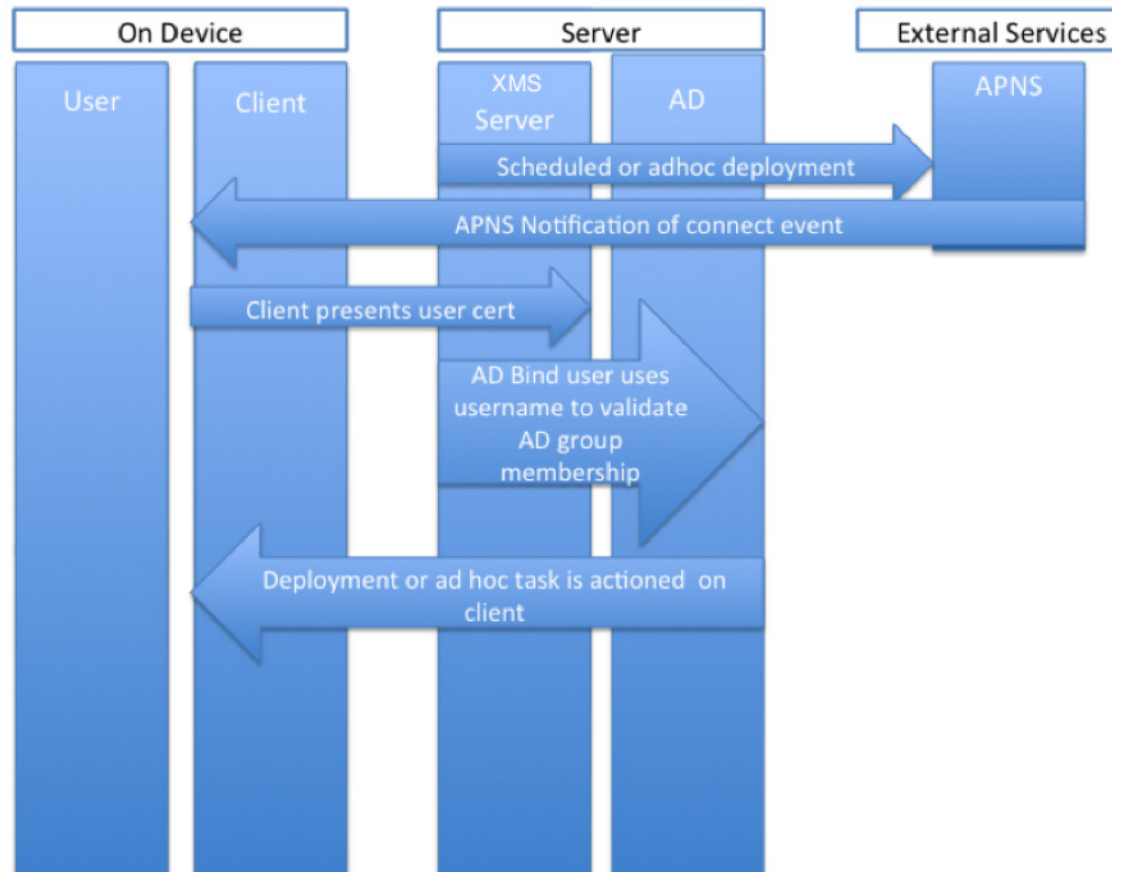 On Device
Server
External Services
User
Client
XMS
Server
AD
APNS
Scheduled or adhoc deployment
APNS Notification of connect event
Client presents user cert
AD Bind user uses
username to validate
AD group
membership
Deployment or ad hoc task is actioned on
client